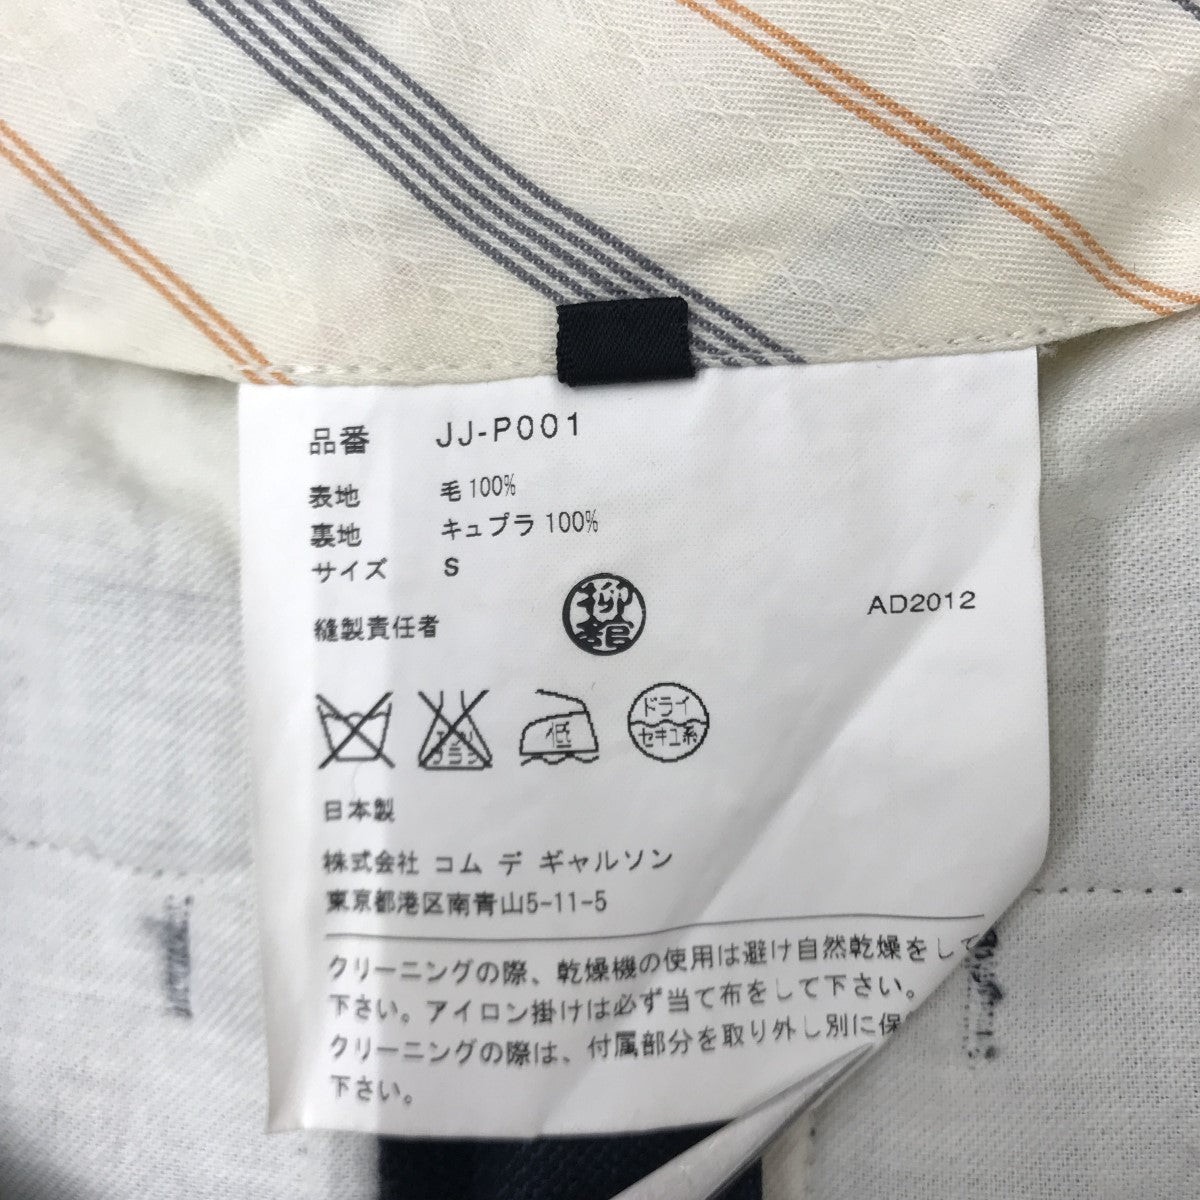 品番 JJ-P001
表地 毛 100%
裏地 キュプラ 100%
サイズ S
縫製責任者
AD2012
低
ドライ
セキユ系
日本製
株式会社 コム デ ギャルソン
東京都港区南青山5-11-5
クリーニングの際、乾燥機の使用は避け自然乾燥をして
下さい。アイロン掛けは必ず当て布をして下さい。
クリーニングの際は、付属部分を取り外し別に保
下さい。